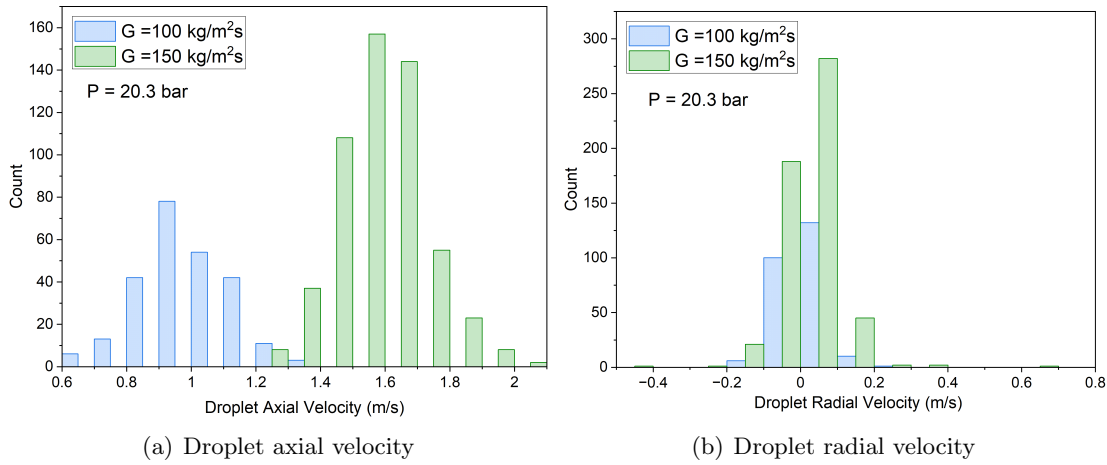 G =100 kg/m²s
G =150 kg/m²s
P = 20.3 bar
Count
160
140
120
100
80
60
40
20
0
0.6 0.8 1 1.2 1.4 1.6 1.8 2
Droplet Axial Velocity (m/s)
(a) Droplet axial velocity
G =100 kg/m²s
G =150 kg/m²s
P = 20.3 bar
Count
300
250
200
150
100
50
0
−0.4 −0.2 0 0.2 0.4 0.6 0.8
Droplet Radial Velocity (m/s)
(b) Droplet radial velocity